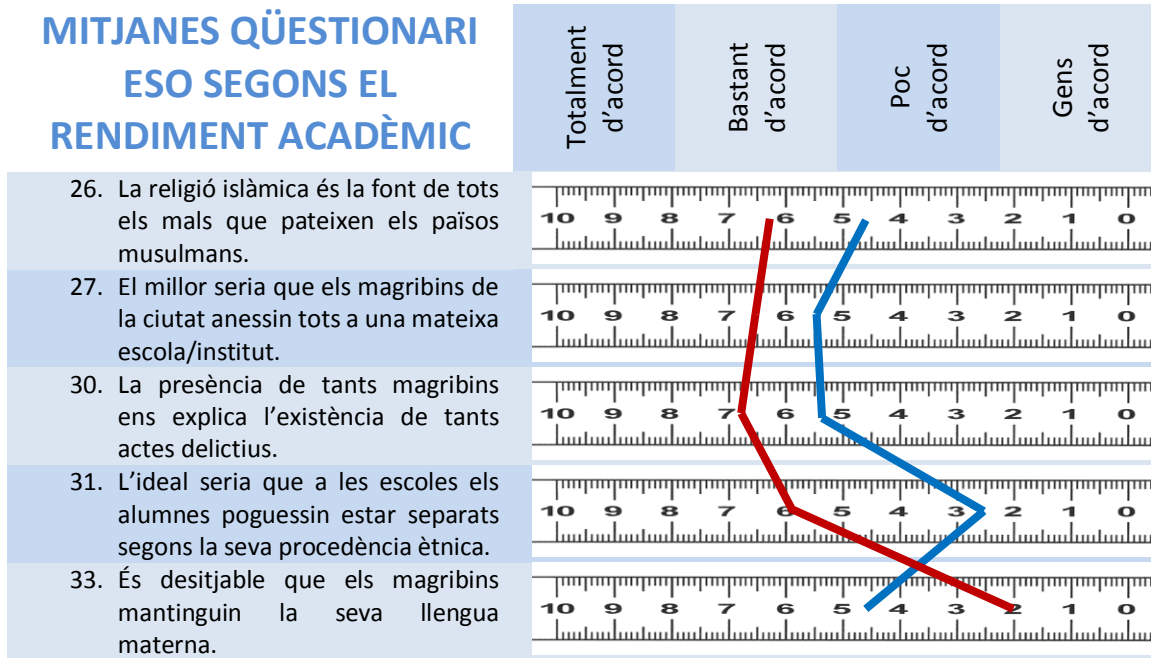 MITJANES QÜESTIONARI
ESO SEGONS EL
RENDIMENT ACADÈMIC
Totalment
d’acord
Bastant
d’acord
Poc
d’acord
Gens
d’acord
26. La religió islàmica és la font de tots
els mals que pateixen els països
musulmans.
10 9 8 7 6 5 4 3 2 1 0
27. El millor seria que els magribins de
la ciutat anessin tots a una mateixa
escola/institut.
10 9 8 7 6 5 4 3 2 1 0
30. La presència de tants magribins
ens explica l’existència de tants
actes delictius.
10 9 8 7 6 5 4 3 2 1 0
31. L’ideal seria que a les escoles els
alumnes poguessin estar separats
segons la seva procedència ètnica.
10 9 8 7 6 5 4 3 2 1 0
33. És desitjable que els magribins
mantinguin la seva llengua
materna.
10 9 8 7 6 5 4 3 2 1 0